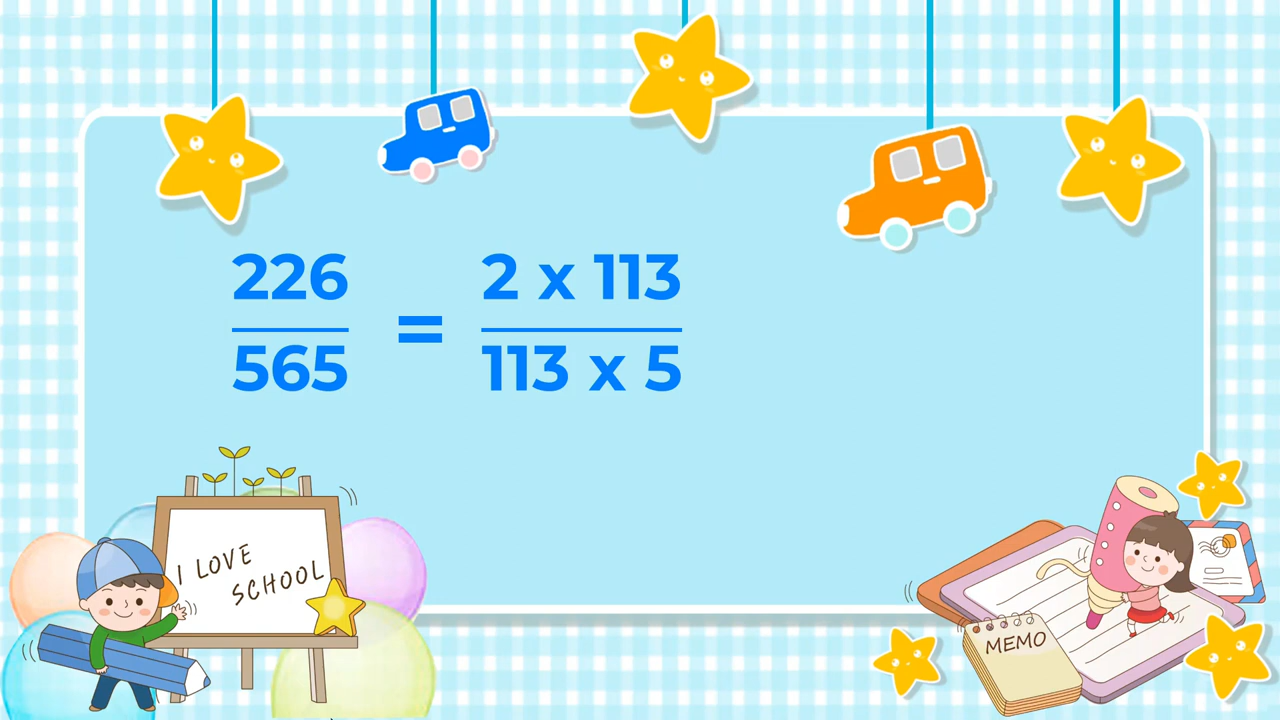 226
565
=
2 x 113
113 x 5
I LOVE
SCHOOL
MEMO